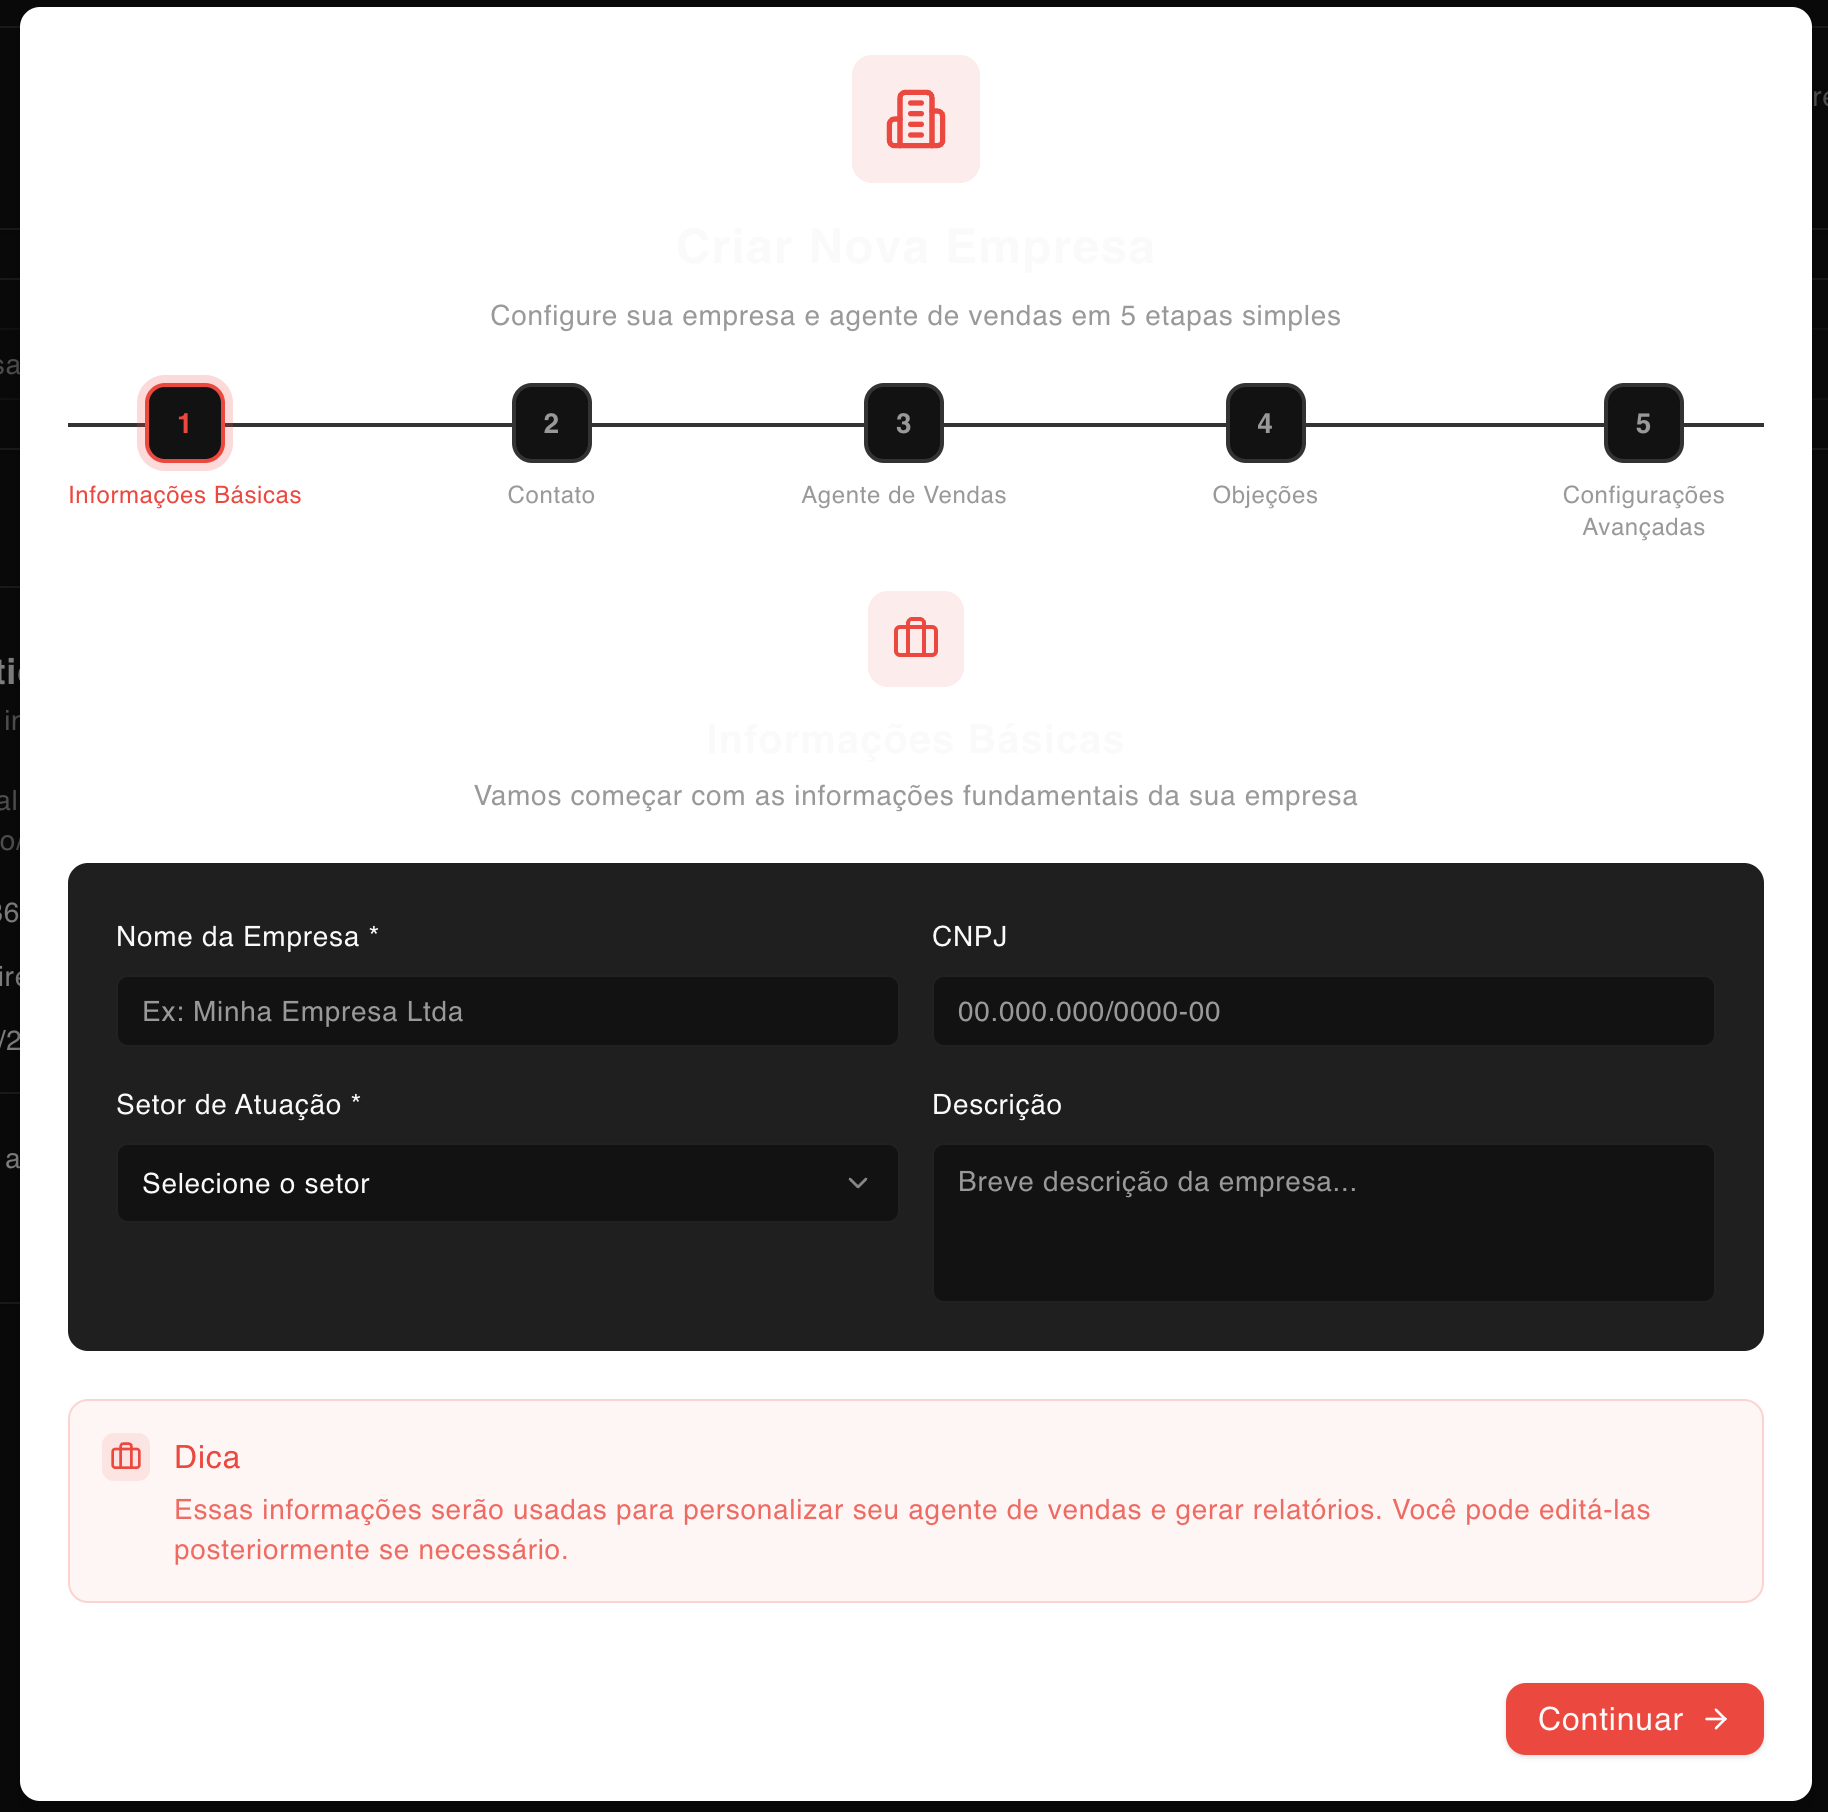 Criar Nova Empresa
Configure sua empresa e agente de vendas em 5 etapas simples
1
2
3
4
5
Informações Básicas
Contato
Agente de Vendas
Objeções
Configurações
Avançadas
Informações Básicas
Vamos começar com as informações fundamentais da sua empresa
Nome da Empresa *
CNPJ
Ex: Minha Empresa Ltda
00.000.000/0000-00
Setor de Atuação *
Descrição
Selecione o setor
Breve descrição da empresa...
Dica
Essas informações serão usadas para personalizar seu agente de vendas e gerar relatórios. Você pode editá-las
posteriormente se necessário.
Continuar